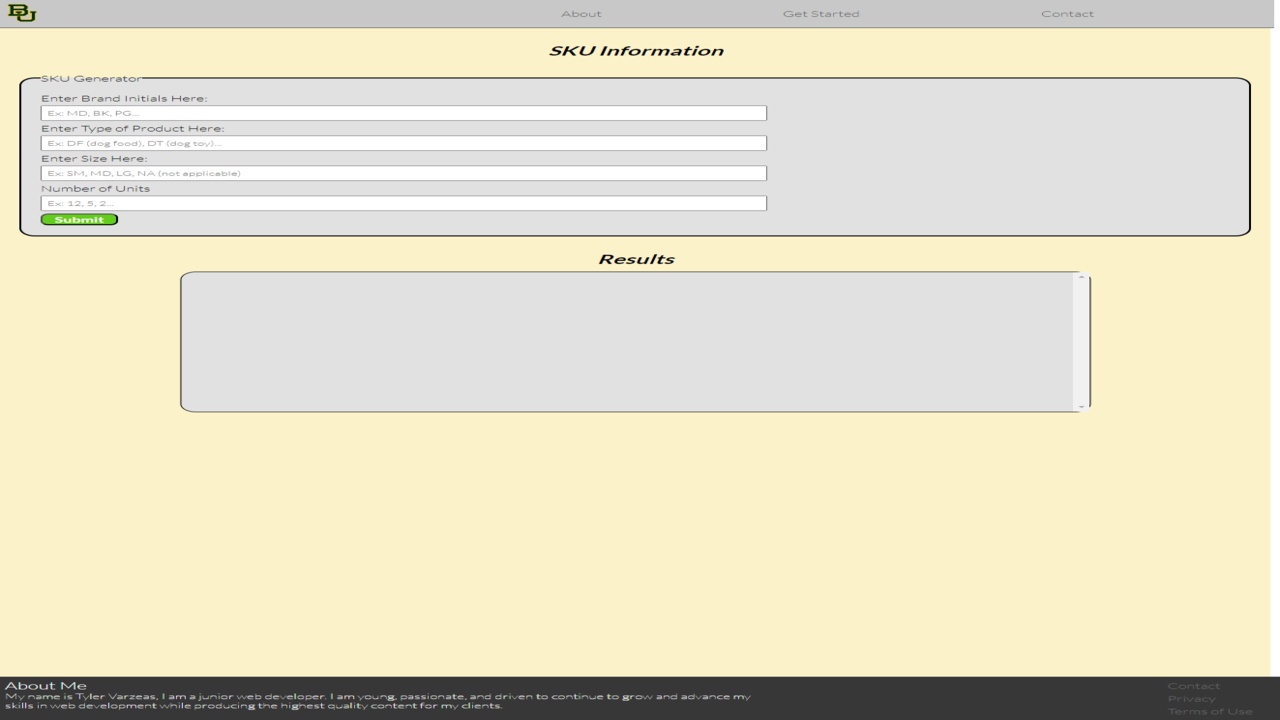 BU
About
Get Started
Contact
SKU Information
SKU Generator
Enter Brand Initials Here:
Ex: MD, BK, PG...
Enter Type of Product Here:
Ex: DF (dog food), DT (dog toy)...
Enter Size Here:
Ex: SM, MD, LG, NA (not applicable)
Number of Units
Ex: 12, 5, 2...
Submit
Results
About Me
My name is Tyler Varzeas, I am a junior web developer. I am young, passionate, and driven to continue to grow and advance my
skills in web development while producing the highest quality content for my clients.
Contact
Privacy
Terms of Use